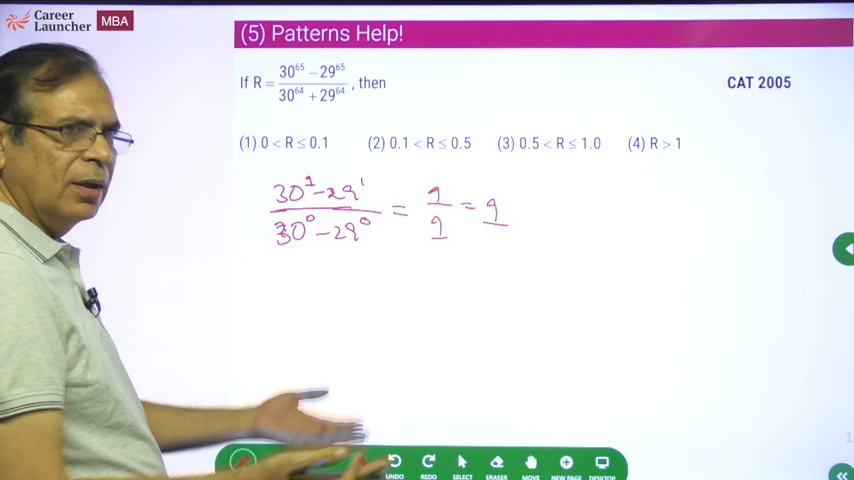 Career
Launcher MBA
(5) Patterns Help!
If R = (30^65 − 29^65) / (30^64 + 29^64), then
CAT 2005
(1) 0 < R ≤ 0.1 (2) 0.1 < R ≤ 0.5 (3) 0.5 < R ≤ 1.0 (4) R > 1
(30^1 − 29^1) / (30^0 − 29^0) = 1/1 = 1
UNDO REDO SELECT ERASER MOVE NEW PAGE DESKTOP